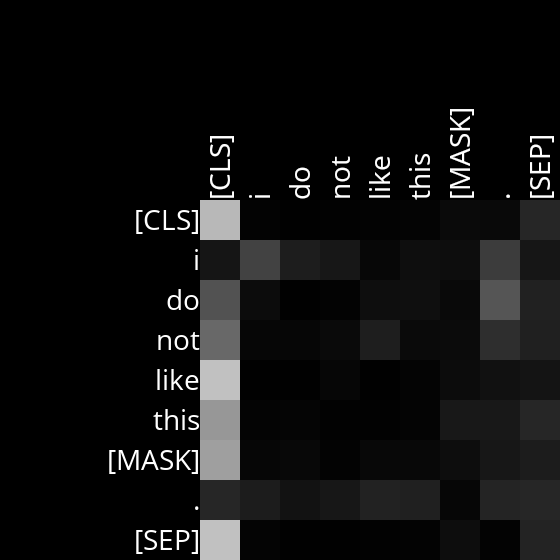 [CLS] i do not like this [MASK] . [SEP]
[CLS]
i
do
not
like
this
[MASK]
.
[SEP]